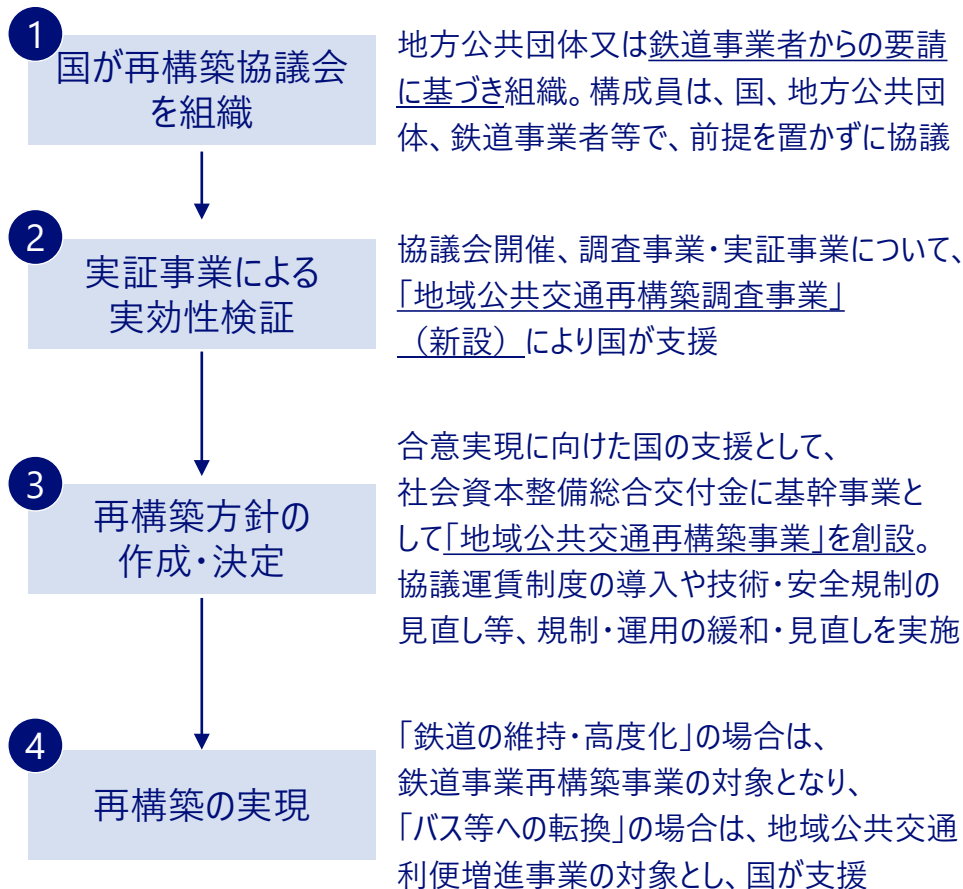 1
国が再構築協議会
を組織
地方公共団体又は鉄道事業者からの要請
に基づき組織。構成員は、国、地方公共団
体、鉄道事業者等で、前提を置かずに協議
2
実証事業による
実効性検証
協議会開催、調査事業・実証事業について、
「地域公共交通再構築調査事業」
（新設）により国が支援
3
再構築方針の
作成・決定
合意実現に向けた国の支援として、
社会資本整備総合交付金に基幹事業と
して「地域公共交通再構築事業」を創設。
協議運賃制度の導入や技術・安全規制の
見直し等、規制・運用の緩和・見直しを実施
4
再構築の実現
「鉄道の維持・高度化」の場合は、
鉄道事業再構築事業の対象となり、
「バス等への転換」の場合は、地域公共交通
利便増進事業の対象とし、国が支援